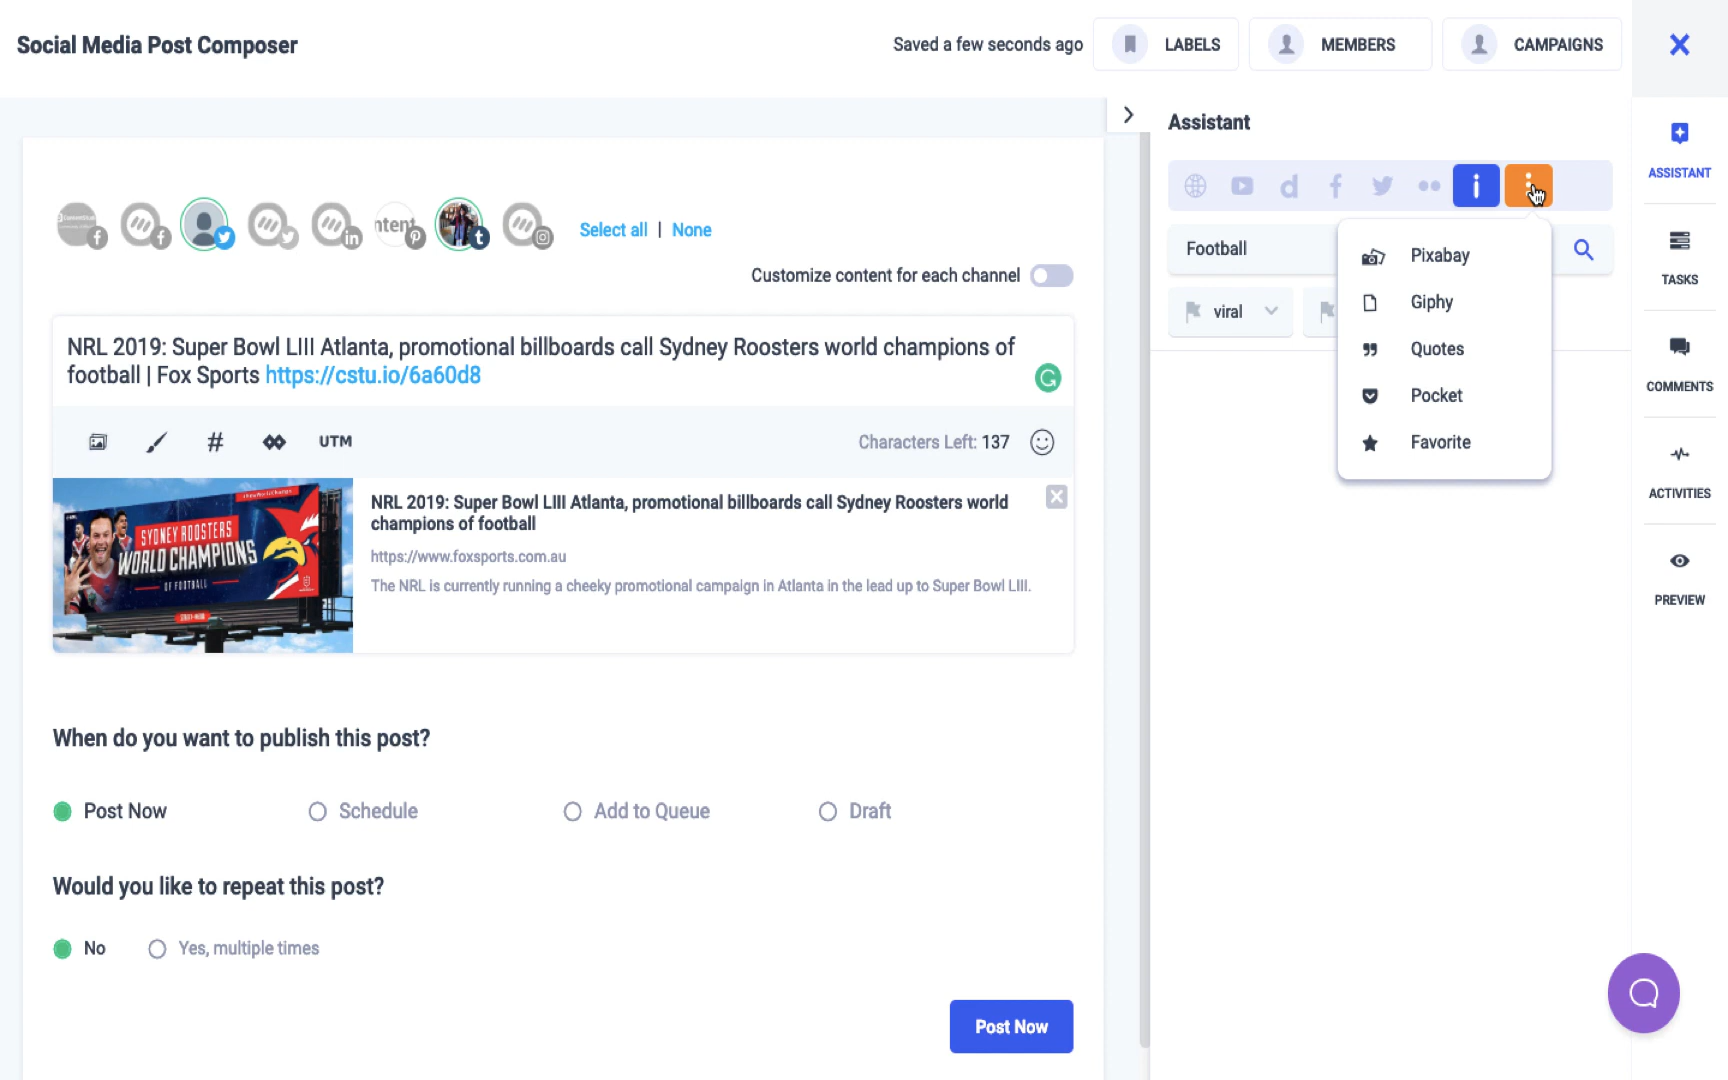 Social Media Post Composer
Saved a few seconds ago
LABELS
MEMBERS
CAMPAIGNS
Select all | None
Customize content for each channel
NRL 2019: Super Bowl LIII Atlanta, promotional billboards call Sydney Roosters world champions of
football | Fox Sports https://cstu.io/6a60d8
# UTM
Characters Left: 137
SYDNEY ROOSTERS
WORLD CHAMPIONS
OF FOOTBALL
NRL 2019: Super Bowl LIII Atlanta, promotional billboards call Sydney Roosters world
champions of football
https://www.foxsports.com.au
The NRL is currently running a cheeky promotional campaign in Atlanta in the lead up to Super Bowl LIII.
When do you want to publish this post?
Post Now
Schedule
Add to Queue
Draft
Would you like to repeat this post?
No
Yes, multiple times
Post Now
Assistant
Football
viral
Pixabay
Giphy
Quotes
Pocket
Favorite
ASSISTANT
TASKS
COMMENTS
ACTIVITIES
PREVIEW